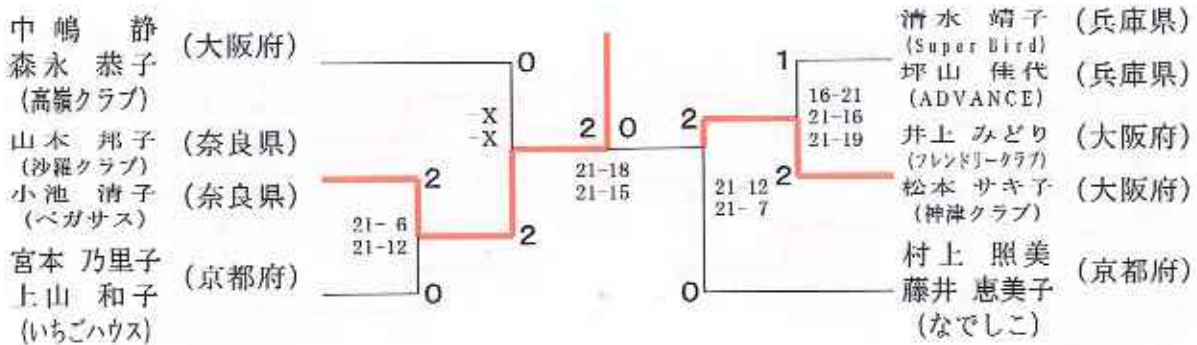 中嶋 静
森永 恭子
(高嶺クラブ)
(大阪府)
山本 邦子
(沙羅クラブ)
(奈良県)
小池 清子
(ペガサス)
(奈良県)
宮本 乃里子
上山 和子
(いちごハウス)
(京都府)
0
-X
-X
2
21- 6
21-12
2
0
2 0
21-18
21-15
1
16-21
21-16
21-19
2
2
21-12
21- 7
0
清水 靖子
(Super Bird)
(兵庫県)
坪山 佳代
(ADVANCE)
(兵庫県)
井上 みどり
(フレンドリークラブ)
(大阪府)
松本 サキ子
(神津クラブ)
(大阪府)
村上 照美
藤井 恵美子
(なでしこ)
(京都府)